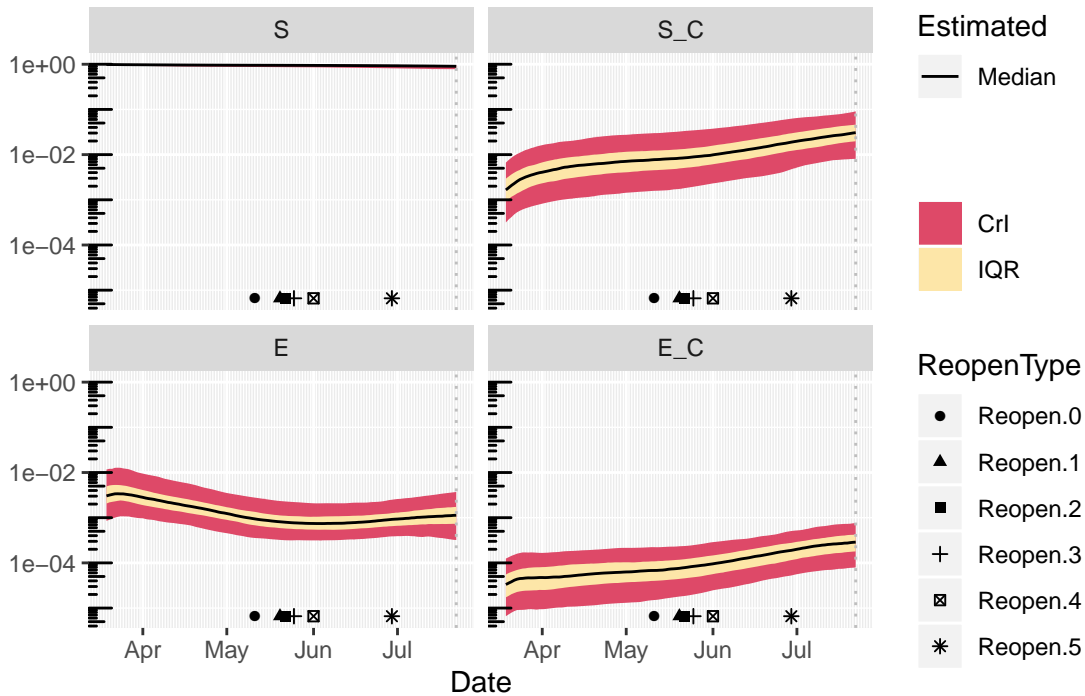 S
S_C
1e+00
1e-02
1e-04
E
E_C
1e+00
1e-02
1e-04
Apr
May
Jun
Jul
Apr
May
Jun
Jul
Date
Estimated
Median
CrI
IQR
ReopenType
Reopen.0
Reopen.1
Reopen.2
Reopen.3
Reopen.4
Reopen.5